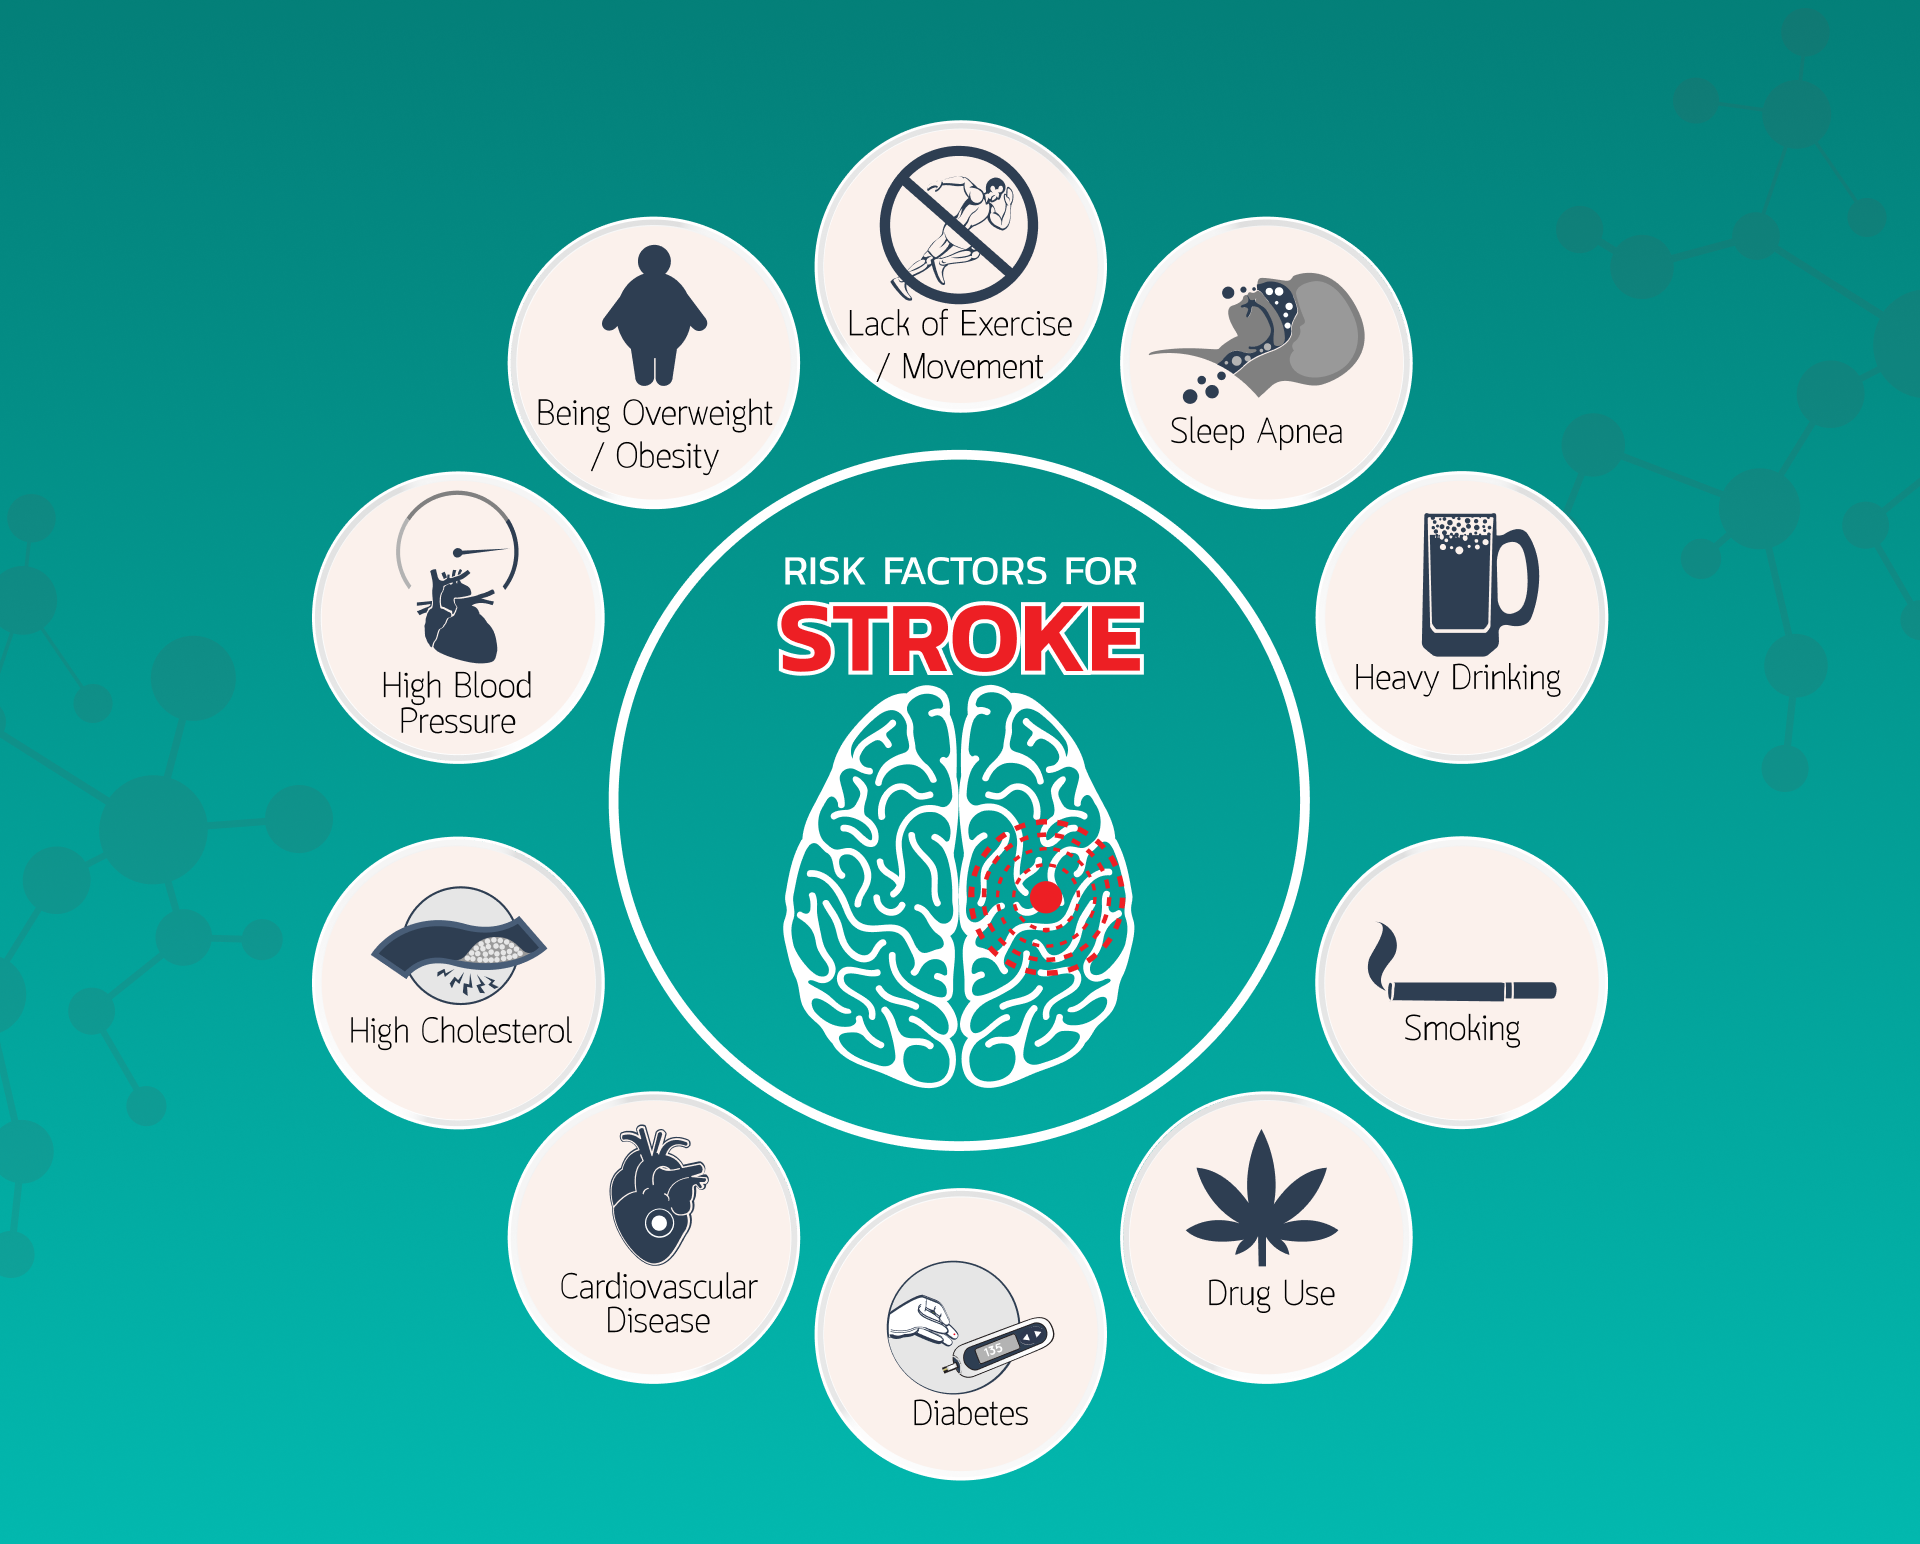 RISK FACTORS FOR
STROKE
Lack of Exercise
/ Movement
Sleep Apnea
Heavy Drinking
Smoking
Drug Use
135
Diabetes
Cardiovascular
Disease
High Cholesterol
High Blood
Pressure
Being Overweight
/ Obesity